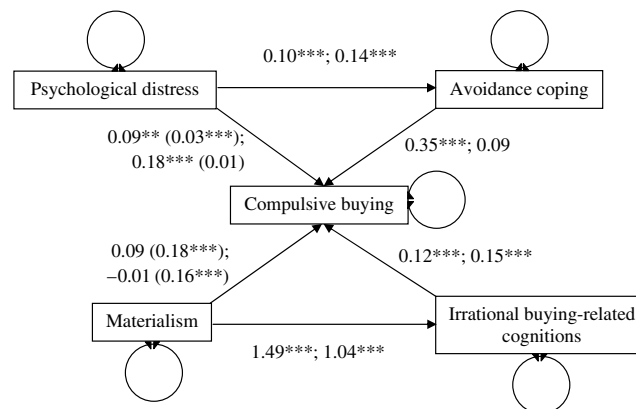 0.10***; 0.14***
Psychological distress
Avoidance coping
0.09** (0.03***);
0.18*** (0.01)
0.35***; 0.09
Compulsive buying
0.09 (0.18***);
−0.01 (0.16***)
0.12***; 0.15***
Materialism
Irrational buying-related
cognitions
1.49***; 1.04***